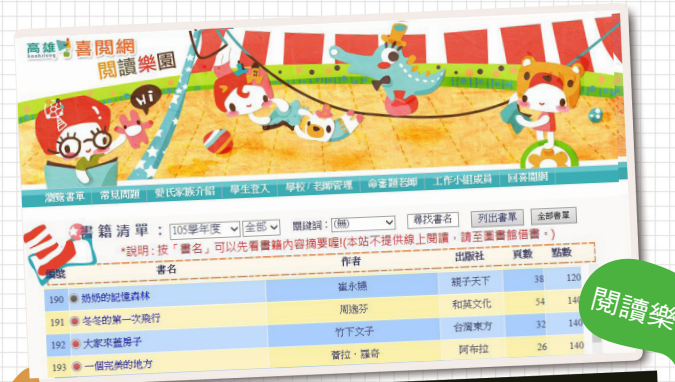 高雄 喜閱網
Kaohsiung
閱讀樂園
Hi
瀏覽書單 常見問題 愛氏家族介紹 學生登入 學校/老師管理 命審題老師 工作小組成員 回喜閱網
書籍清單：105學年度 全部 關鍵詞：(無) 尋找書名 列出書單 全部書單
*說明：按「書名」可以先看書籍內容摘要喔!(本站不提供線上閱讀，請至圖書館借書。)
編號 書名 作者 出版社 頁數 點數
190 奶奶的記憶森林 崔永嬿 親子天下 38 120
191 冬冬的第一次飛行 周逸芬 和英文化 54 140
192 大家來蓋房子 竹下文子 台灣東方 32 140
193 一個完美的地方 蕾拉．羅奇 阿布拉 26 140
閱讀樂